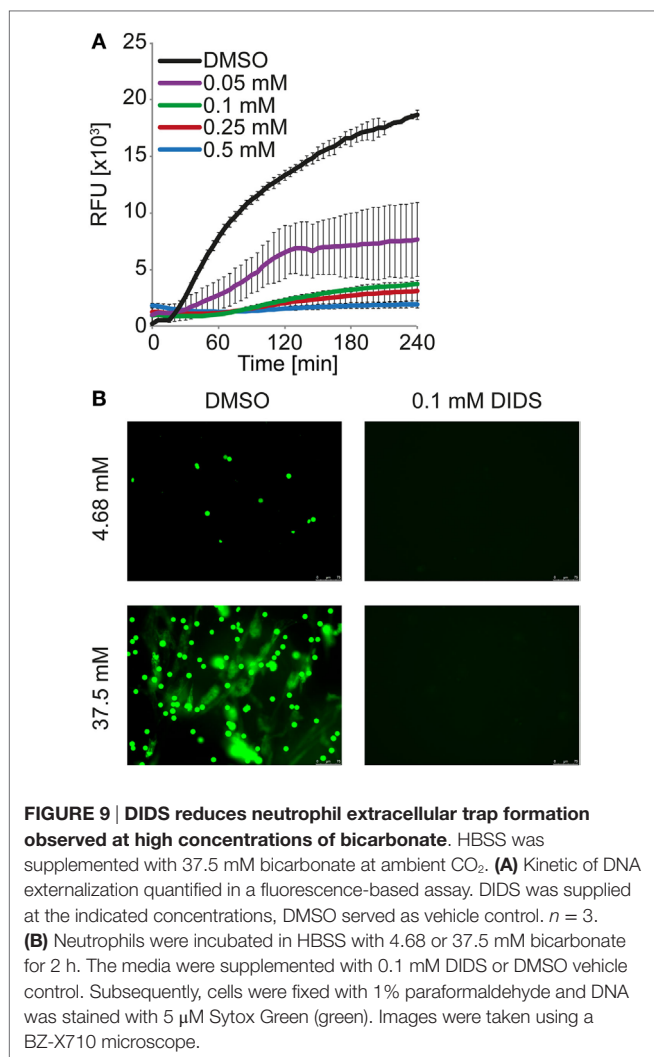 A
25
20
15
10
5
0
RFU [x10³]
DMSO
0.05 mM
0.1 mM
0.25 mM
0.5 mM
0 60 120 180 240
Time [min]
B
DMSO 0.1 mM DIDS
4.68 mM
37.5 mM
FIGURE 9 | DIDS reduces neutrophil extracellular trap formation
observed at high concentrations of bicarbonate. HBSS was
supplemented with 37.5 mM bicarbonate at ambient CO₂. (A) Kinetic of DNA
externalization quantified in a fluorescence-based assay. DIDS was supplied
at the indicated concentrations, DMSO served as vehicle control. n = 3.
(B) Neutrophils were incubated in HBSS with 4.68 or 37.5 mM bicarbonate
for 2 h. The media were supplemented with 0.1 mM DIDS or DMSO vehicle
control. Subsequently, cells were fixed with 1% paraformaldehyde and DNA
was stained with 5 μM Sytox Green (green). Images were taken using a
BZ-X710 microscope.